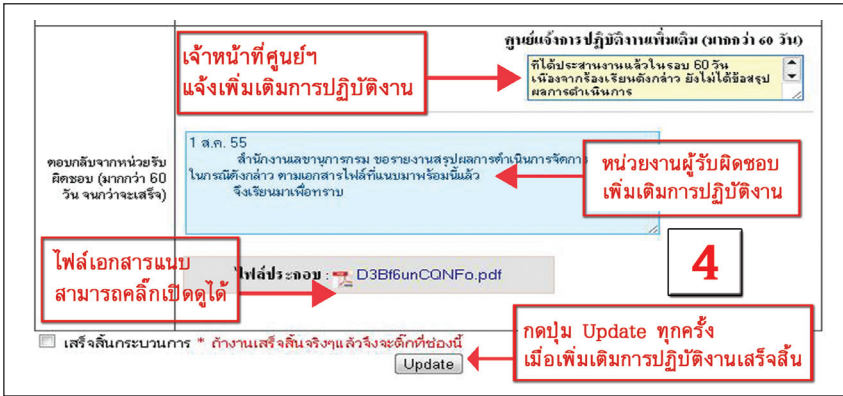 ศูนย์แจ้งการปฏิบัติงานเพิ่มเติม (มากกว่า 60 วัน)
เจ้าหน้าที่ศูนย์ฯ
แจ้งเพิ่มเติมการปฏิบัติงาน
ที่ได้ประสานงานแล้วในรอบ 60 วัน
เนื่องจากร้องเรียนดังกล่าว ยังไม่ได้ข้อสรุป
ผลการดำเนินการ
ตอบกลับจากหน่วยรับ
ผิดชอบ (มากกว่า 60
วัน จนกว่าจะเสร็จ)
1 ส.ค. 55
สำนักงานเลขานุการกรม ขอรายงานสรุปผลการดำเนินการจัดการ
ในกรณีดังกล่าว ตามเอกสารไฟล์ที่แนบมาพร้อมนี้แล้ว
จึงเรียนมาเพื่อทราบ
หน่วยงานผู้รับผิดชอบ
เพิ่มเติมการปฏิบัติงาน
ไฟล์เอกสารแนบ
สามารถคลิ๊กเปิดดูได้
ไฟล์ประกอบ : D3Bf6unCQNFo.pdf
4
เสร็จสิ้นกระบวนการ * ถ้างานเสร็จสิ้นจริงๆแล้วจึงจะติ๊กที่ช่องนี้
Update
กดปุ่ม Update ทุกครั้ง
เมื่อเพิ่มเติมการปฏิบัติงานเสร็จสิ้น